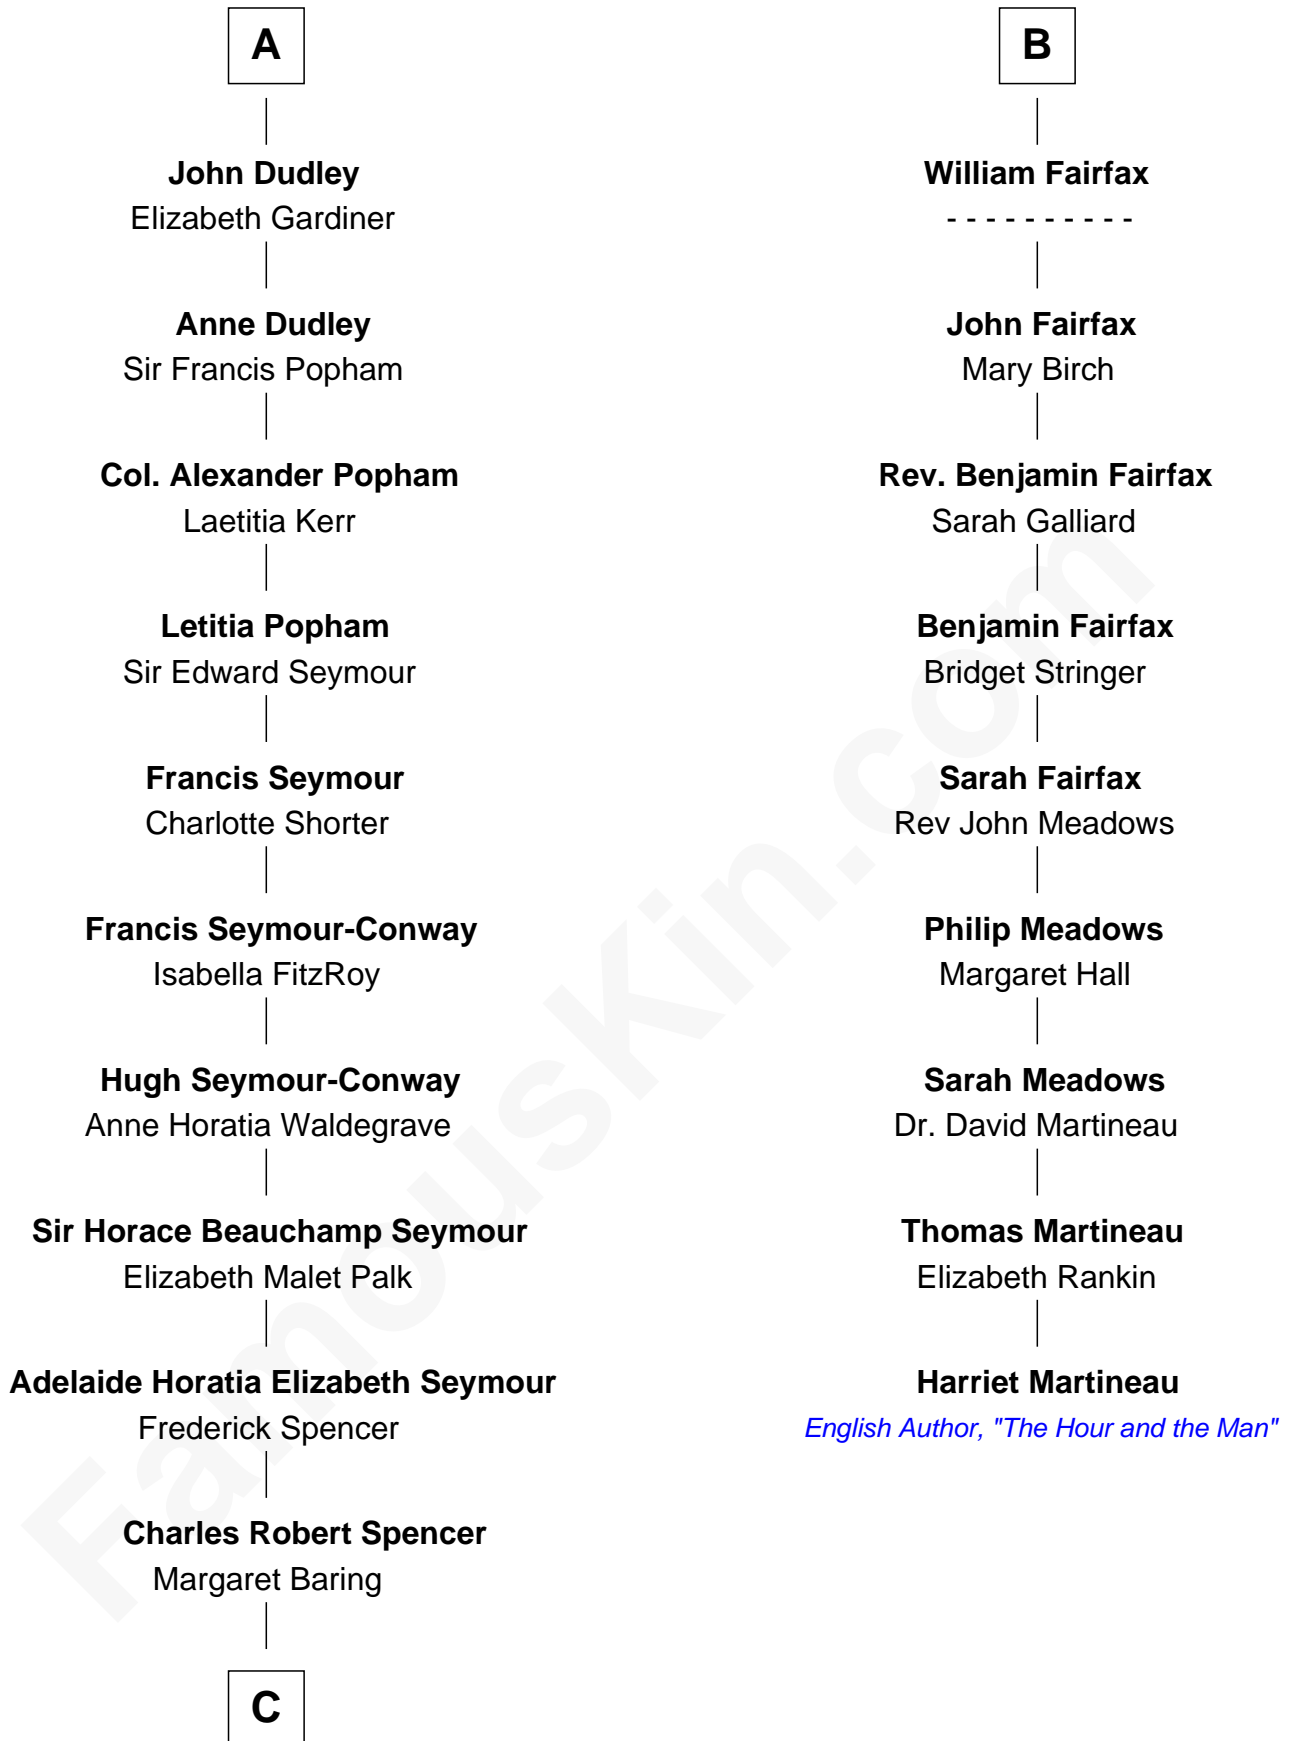 A
John Dudley
Elizabeth Gardiner
Anne Dudley
Sir Francis Popham
Col. Alexander Popham
Laetitia Kerr
Letitia Popham
Sir Edward Seymour
Francis Seymour
Charlotte Shorter
Francis Seymour-Conway
Isabella FitzRoy
Hugh Seymour-Conway
Anne Horatia Waldegrave
Sir Horace Beauchamp Seymour
Elizabeth Malet Palk
Adelaide Horatia Elizabeth Seymour
Frederick Spencer
Charles Robert Spencer
Margaret Baring
C
B
William Fairfax
- - - - - - - - - -
John Fairfax
Mary Birch
Rev. Benjamin Fairfax
Sarah Galliard
Benjamin Fairfax
Bridget Stringer
Sarah Fairfax
Rev John Meadows
Philip Meadows
Margaret Hall
Sarah Meadows
Dr. David Martineau
Thomas Martineau
Elizabeth Rankin
Harriet Martineau
English Author, "The Hour and the Man"
FamousKin.com